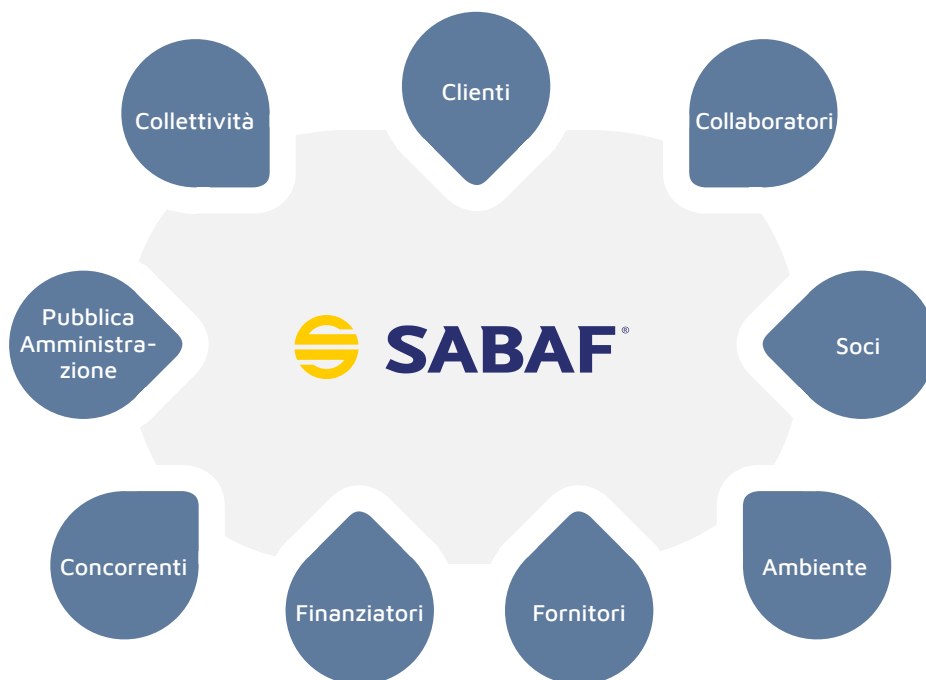 Clienti
Collettività
Collaboratori
Pubblica
Amministra-
zione
SABAF®
Soci
Concorrenti
Finanziatori
Fornitori
Ambiente